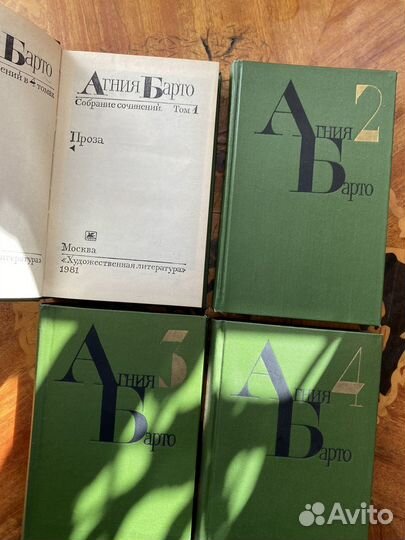 Барто
ений в 4 томах
литература»
Агния Барто
Собрание сочинений. Том 1
Проза
Москва
«Художественная литература»
1981
2
Агния
Барто
3
Агния
Барто
4
Агния
Барто
Avito